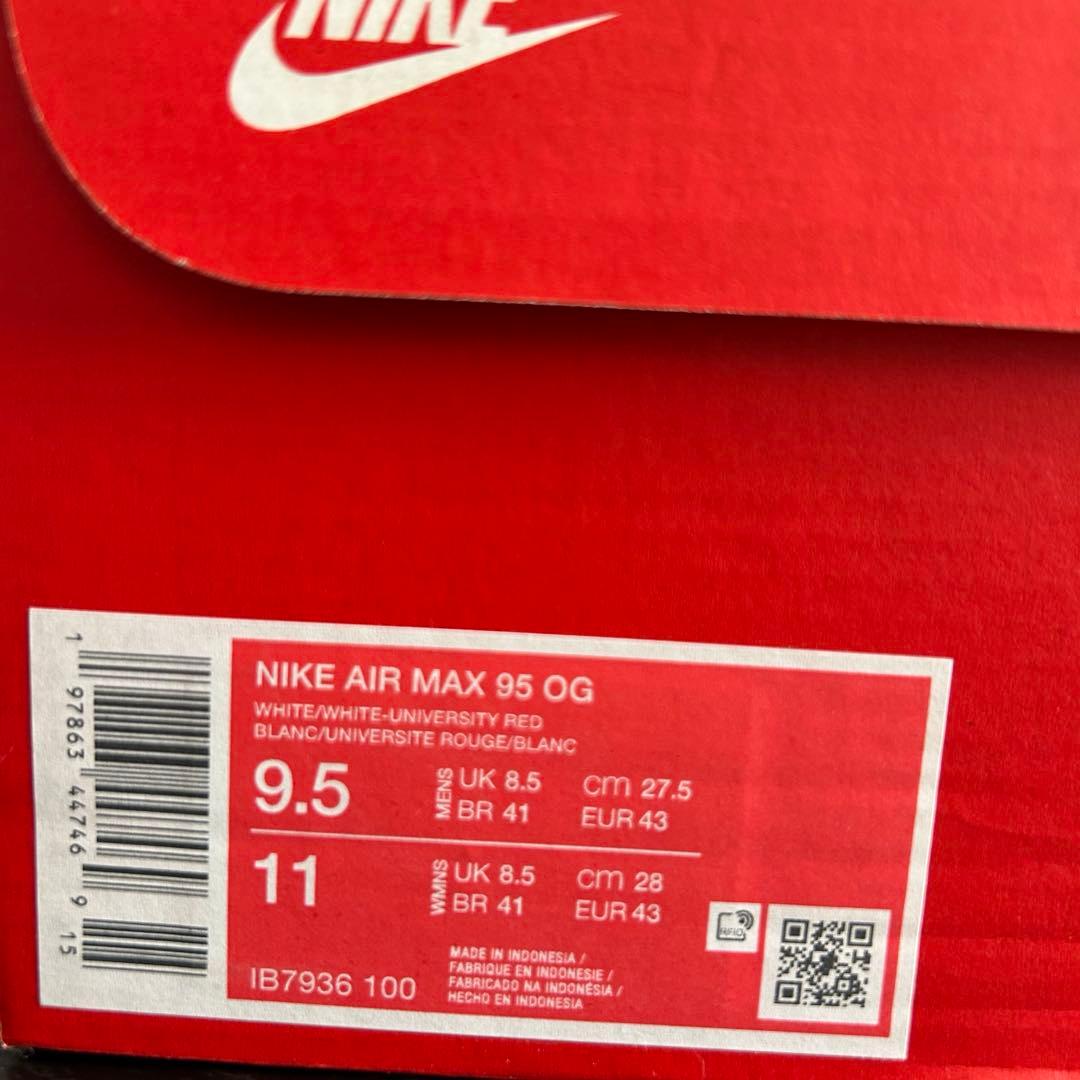 NIKE
NIKE AIR MAX 95 OG
WHITE/WHITE-UNIVERSITY RED
BLANC/UNIVERSITE ROUGE/BLANC
9.5 MENS UK 8.5 cm 27.5
BR 41 EUR 43
11 WMNS UK 8.5 cm 28
BR 41 EUR 43
RFID
IB7936 100
MADE IN INDONESIA /
FABRIQUE EN INDONESIE /
FABRICADO NA INDONÉSIA /
HECHO EN INDONESIA
1 97863 44746 9 15